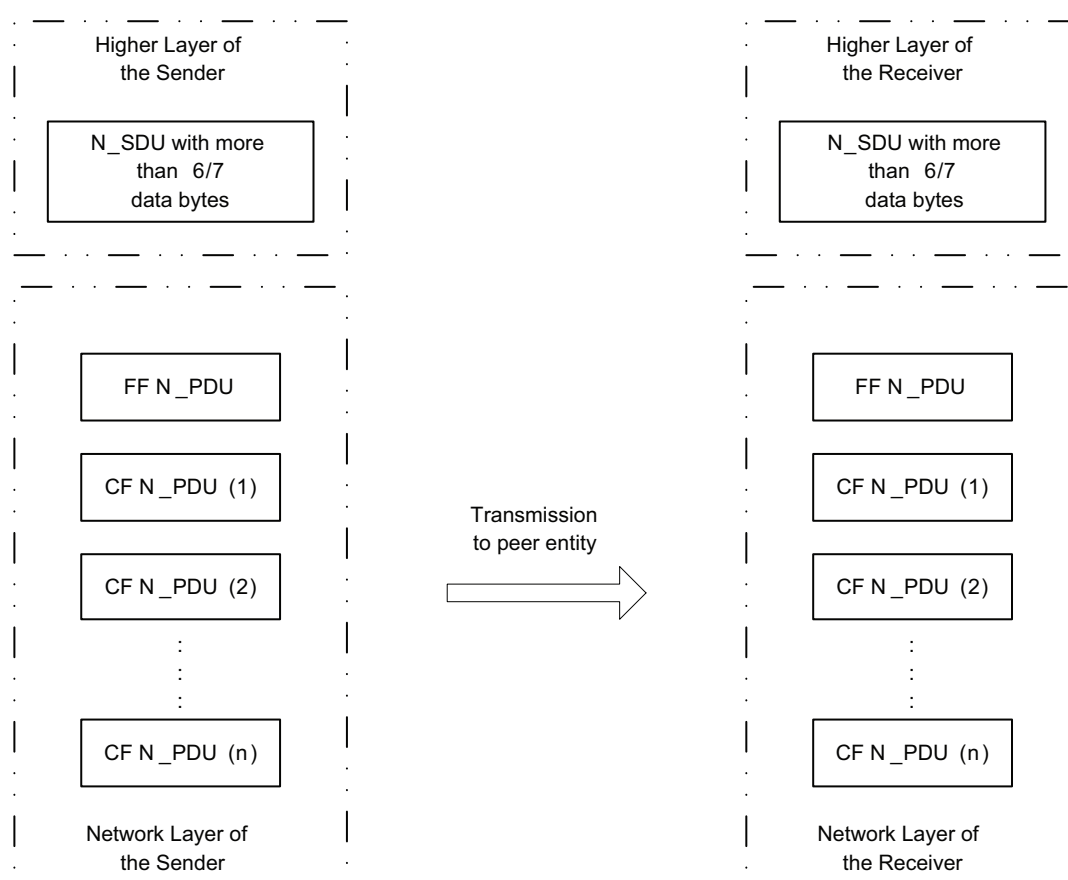 Higher Layer of
the Sender
N_SDU with more
than 6/7
data bytes
FF N_PDU
CF N_PDU (1)
CF N_PDU (2)
CF N_PDU (n)
Network Layer of
the Sender
Transmission
to peer entity
Higher Layer of
the Receiver
N_SDU with more
than 6/7
data bytes
FF N_PDU
CF N_PDU (1)
CF N_PDU (2)
CF N_PDU (n)
Network Layer of
the Receiver